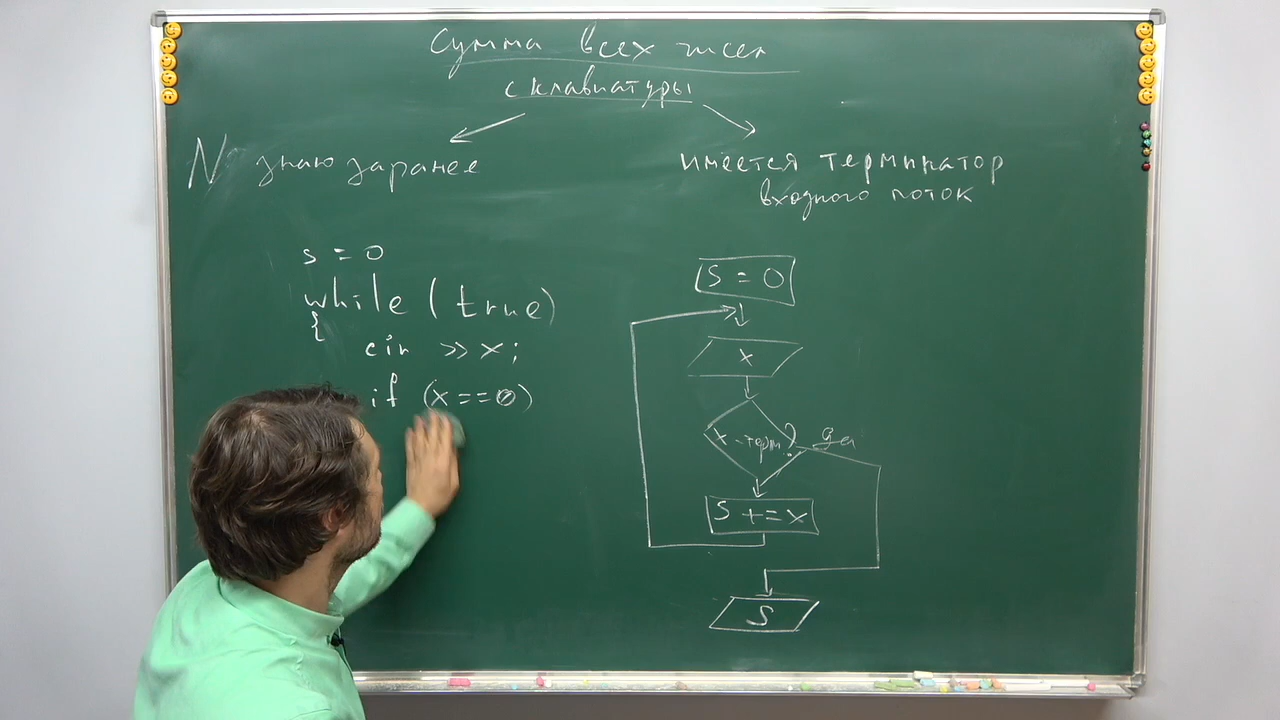 Сумма всех чисел
с клавиатуры
N знаю заранее
имеется терминатор
входного поток
s = 0
while (true)
{
cin >> x;
if (x==0)
S = 0
x
x - терм.?
да
S += x
S